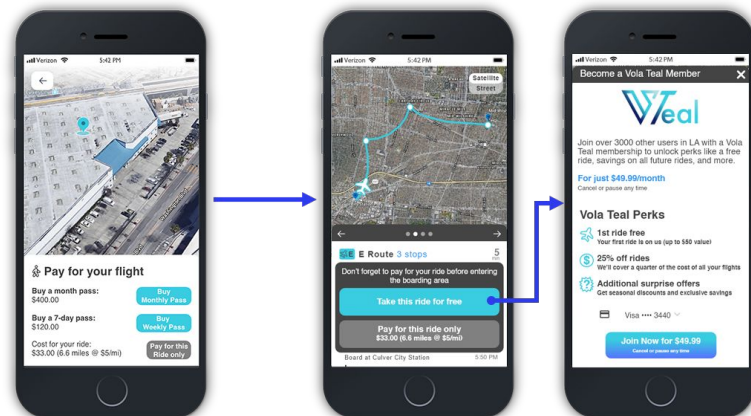 Verizon
5:42 PM
Pay for your flight
Buy a month pass:
$400.00
Buy
Monthly Pass
Buy a 7-day pass:
$120.00
Buy
Weekly Pass
Cost for your ride:
$33.00 (6.6 miles @ $5/mi)
Pay for this
Ride only
Verizon
5:42 PM
Satellite
Street
E
E Route 3 stops
5
Don't forget to pay for your ride before entering
the boarding area
Take this ride for free
Pay for this ride only
$33.00 (6.6 miles @ $5/mi)
Board at Culver City Station
5:50 PM
Verizon
5:42 PM
Become a Vola Teal Member
Teal
Join over 3000 other users in LA with a Vola
Teal membership to unlock perks like a free
ride, savings on all future rides, and more.
For just $49.99/month
Cancel or pause any time
Vola Teal Perks
1st ride free
Your first ride is on us (up to $50 value)
25% off rides
We'll cover a quarter of the cost of all your flights
Additional surprise offers
Get seasonal discounts and exclusive savings
Visa •••• 3440
Join Now for $49.99
Cancel or pause any time